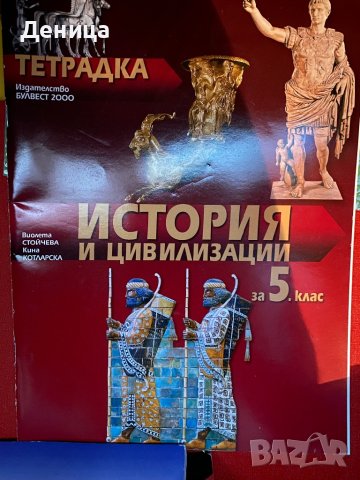 Деница
ТЕТРАДКА
Издателство
БУЛВЕСТ 2000
Виолета
СТОЙЧЕВА
Кина
КОТЛАРСКА
ИСТОРИЯ
И ЦИВИЛИЗАЦИИ
за 5. клас
BAZAR